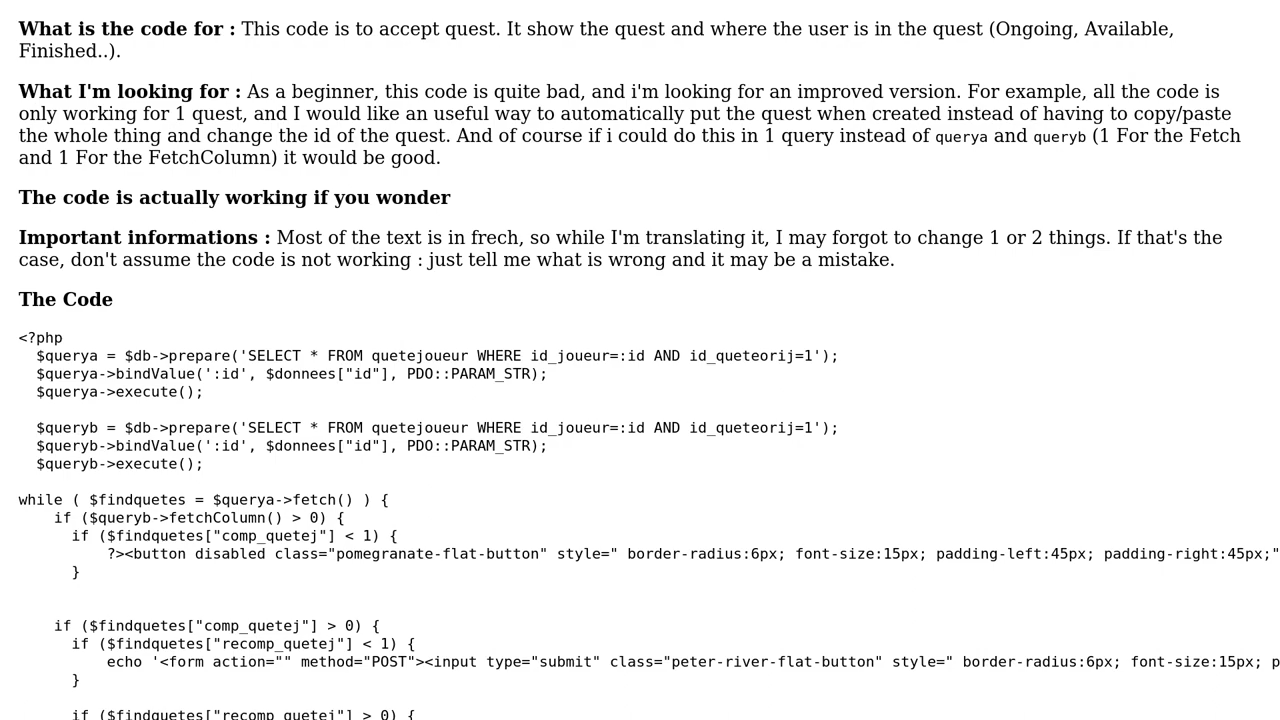 What is the code for : This code is to accept quest. It show the quest and where the user is in the quest (Ongoing, Available,
Finished..).
What I'm looking for : As a beginner, this code is quite bad, and i'm looking for an improved version. For example, all the code is
only working for 1 quest, and I would like an useful way to automatically put the quest when created instead of having to copy/paste
the whole thing and change the id of the quest. And of course if i could do this in 1 query instead of querya and queryb (1 For the Fetch
and 1 For the FetchColumn) it would be good.
The code is actually working if you wonder
Important informations : Most of the text is in frech, so while I'm translating it, I may forgot to change 1 or 2 things. If that's the
case, don't assume the code is not working : just tell me what is wrong and it may be a mistake.
The Code
<?php
$querya = $db->prepare('SELECT * FROM quetejoueur WHERE id_joueur=:id AND id_queteorij=1');
$querya->bindValue(':id', $donnees["id"], PDO::PARAM_STR);
$querya->execute();
$queryb = $db->prepare('SELECT * FROM quetejoueur WHERE id_joueur=:id AND id_queteorij=1');
$queryb->bindValue(':id', $donnees["id"], PDO::PARAM_STR);
$queryb->execute();
while ( $findquetes = $querya->fetch() ) {
if ($queryb->fetchColumn() > 0) {
if ($findquetes["comp_quetej"] < 1) {
?><button disabled class="pomegranate-flat-button" style=" border-radius:6px; font-size:15px; padding-left:45px; padding-right:45px;"
}
if ($findquetes["comp_quetej"] > 0) {
if ($findquetes["recomp_quetej"] < 1) {
echo '<form action="" method="POST"><input type="submit" class="peter-river-flat-button" style=" border-radius:6px; font-size:15px; p
}
if ($findquetes["recomp_quetej"] > 0) {